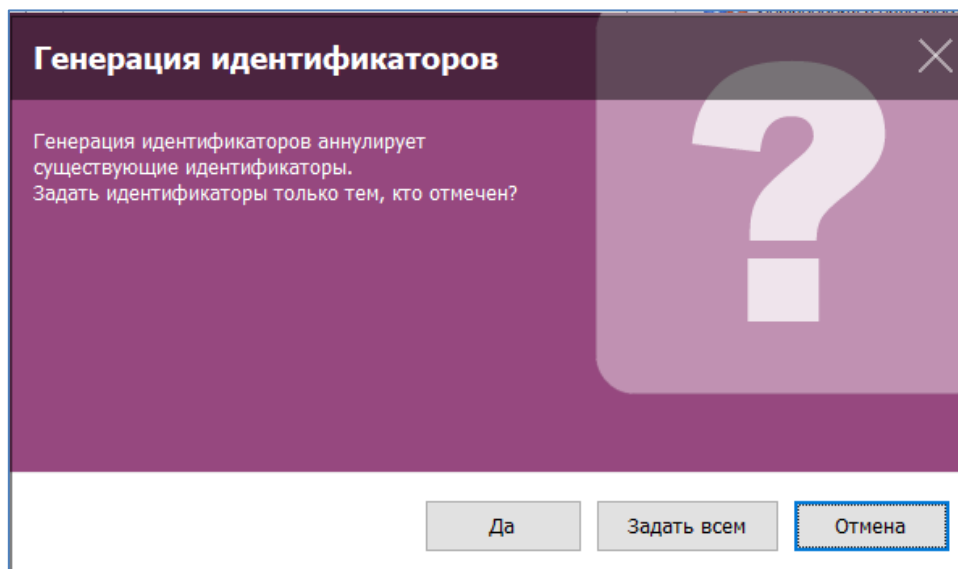 Генерация идентификаторов
Генерация идентификаторов аннулирует
существующие идентификаторы.
Задать идентификаторы только тем, кто отмечен?
?
Да
Задать всем
Отмена